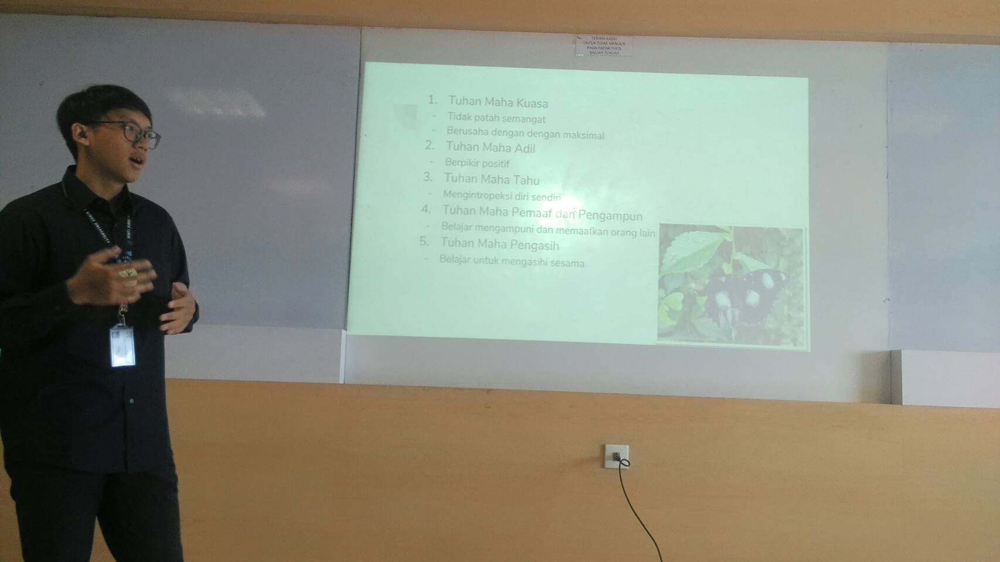 TERIMA KASIH
UNTUK TIDAK MENULIS
PADA PAPAN TULIS
BAGIAN TENGAH
1. Tuhan Maha Kuasa
- Tidak patah semangat
- Berusaha dengan dengan maksimal
2. Tuhan Maha Adil
- Berpikir positif
3. Tuhan Maha Tahu
- Mengintropeksi diri sendiri
4. Tuhan Maha Pemaaf dan Pengampun
- Belajar mengampuni dan memaafkan orang lain
5. Tuhan Maha Pengasih
- Belajar untuk mengasihi sesama
BINUS UNIVERSITY